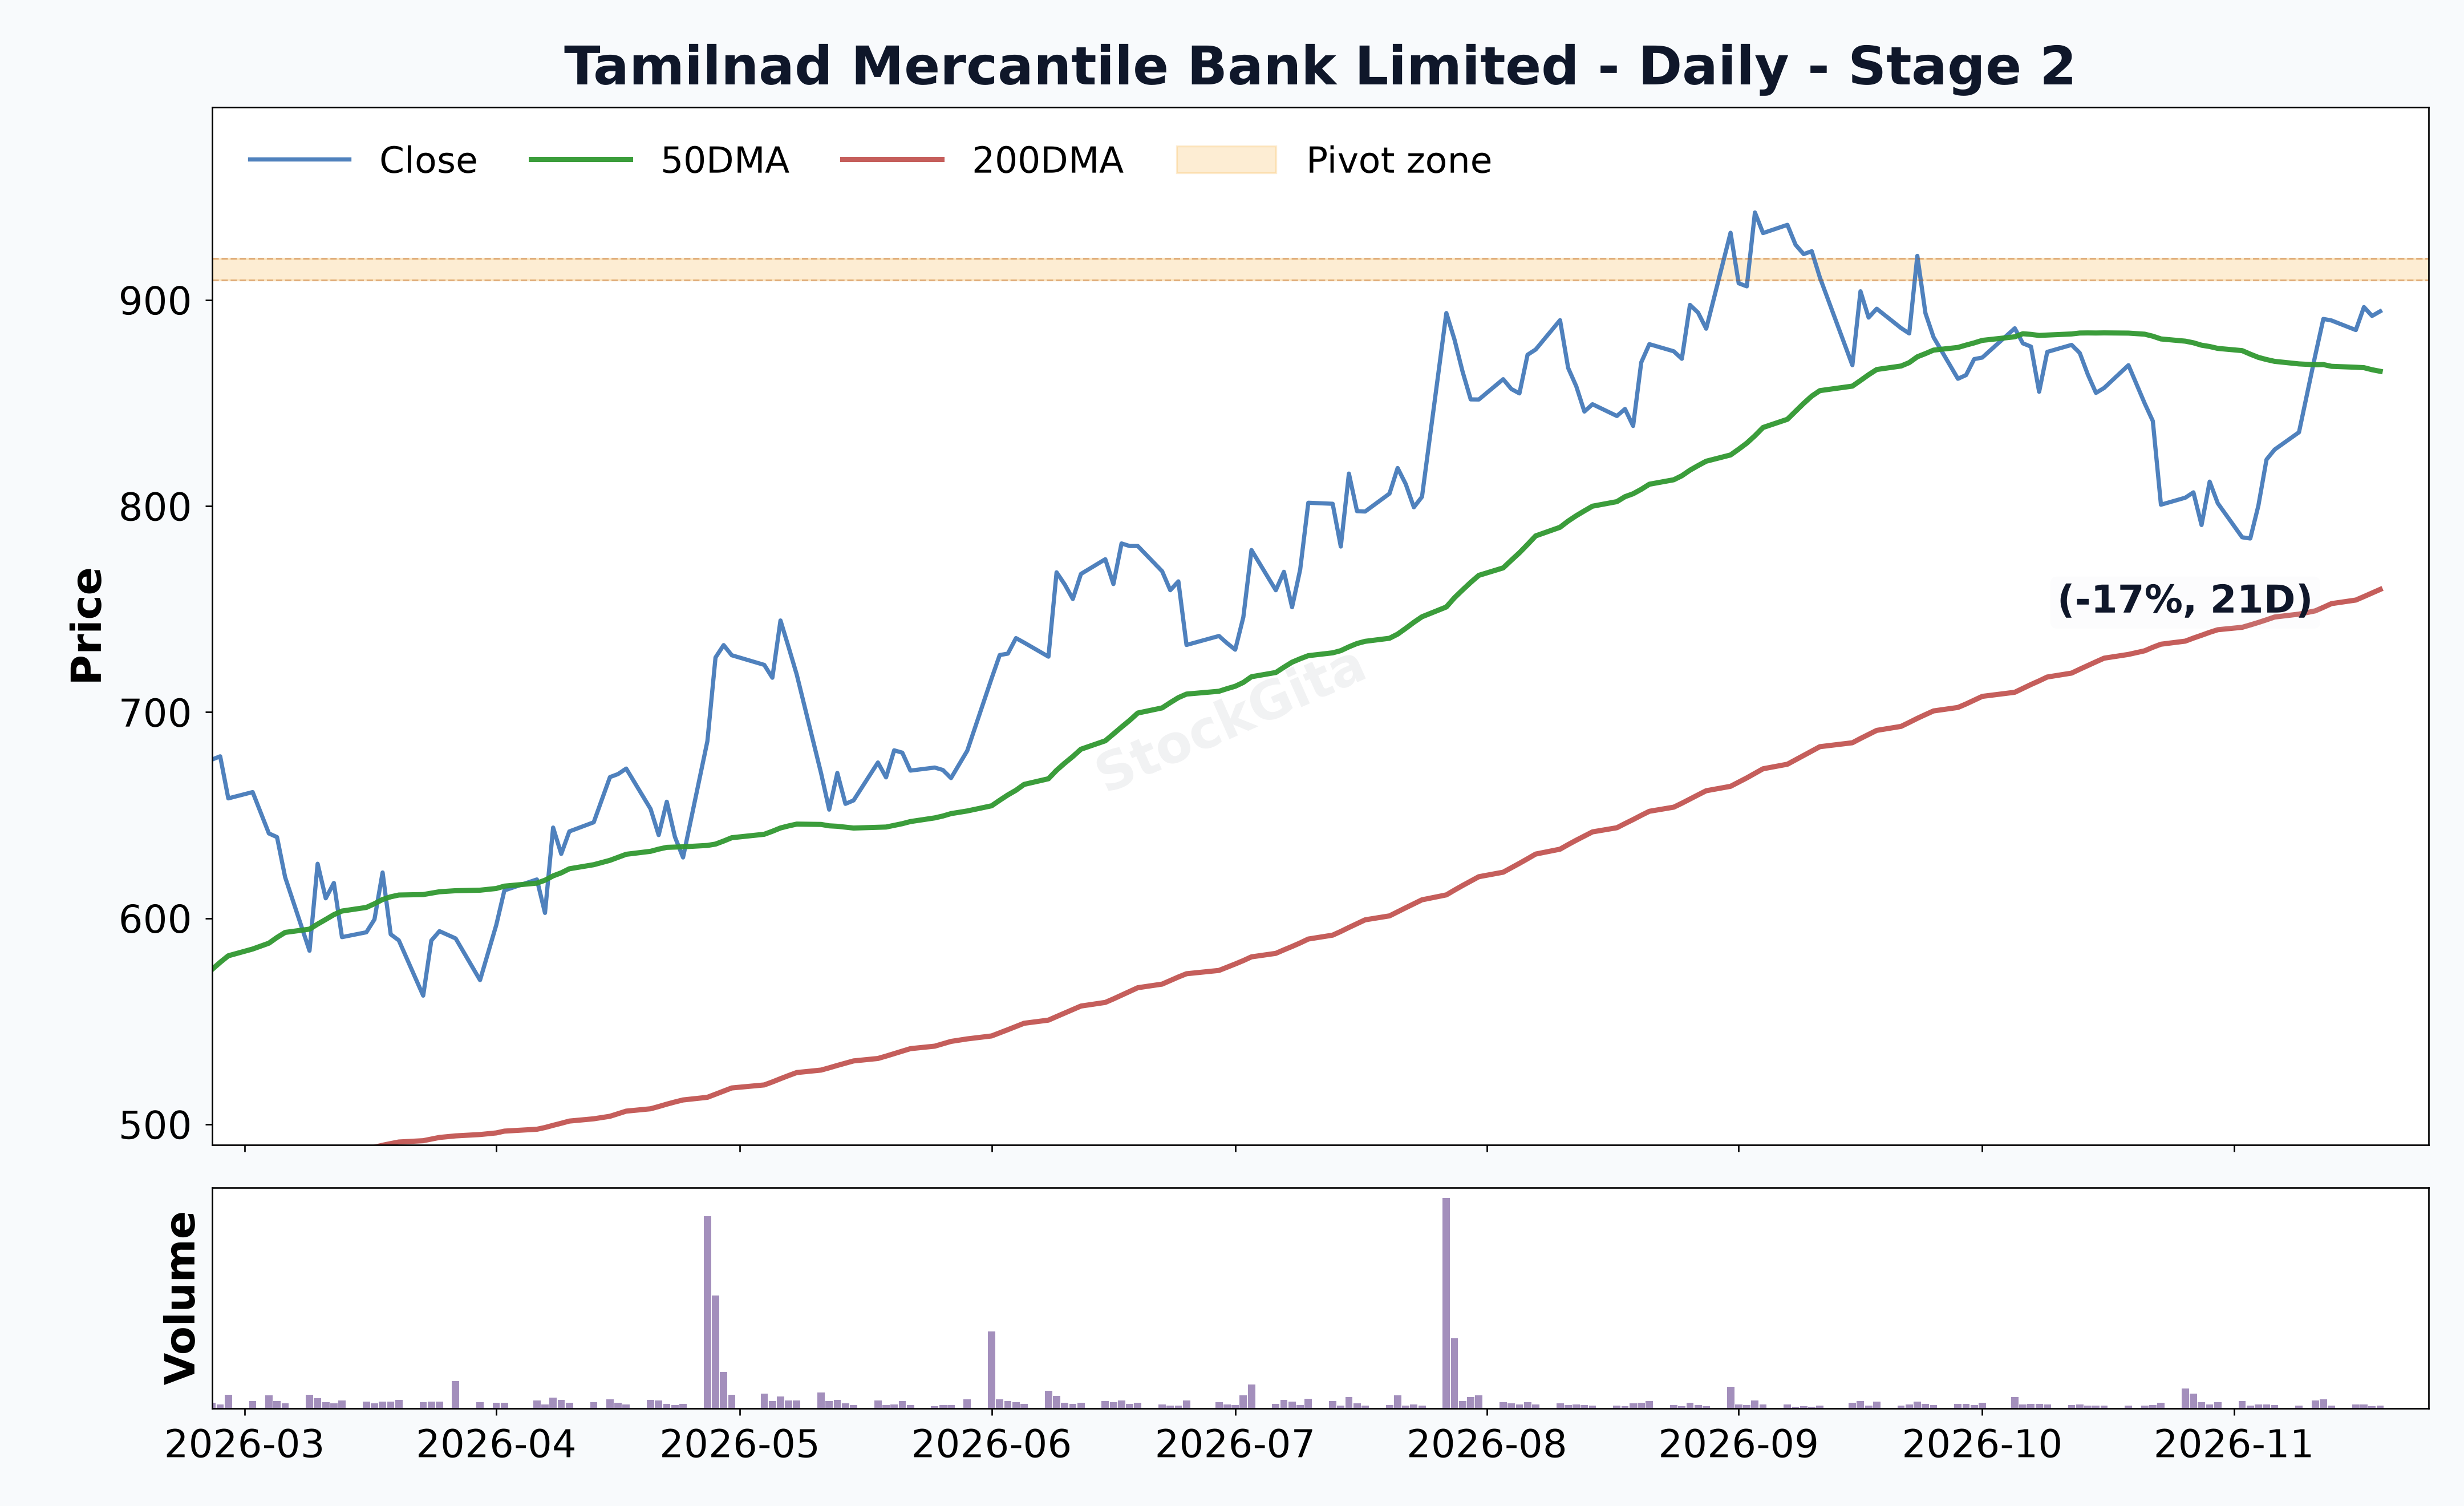 Tamilnad Mercantile Bank Limited - Daily - Stage 2
Close 50DMA 200DMA Pivot zone
Price
900
800
700
600
500
(-17%, 21D)
StockGita
Volume
2026-03 2026-04 2026-05 2026-06 2026-07 2026-08 2026-09 2026-10 2026-11